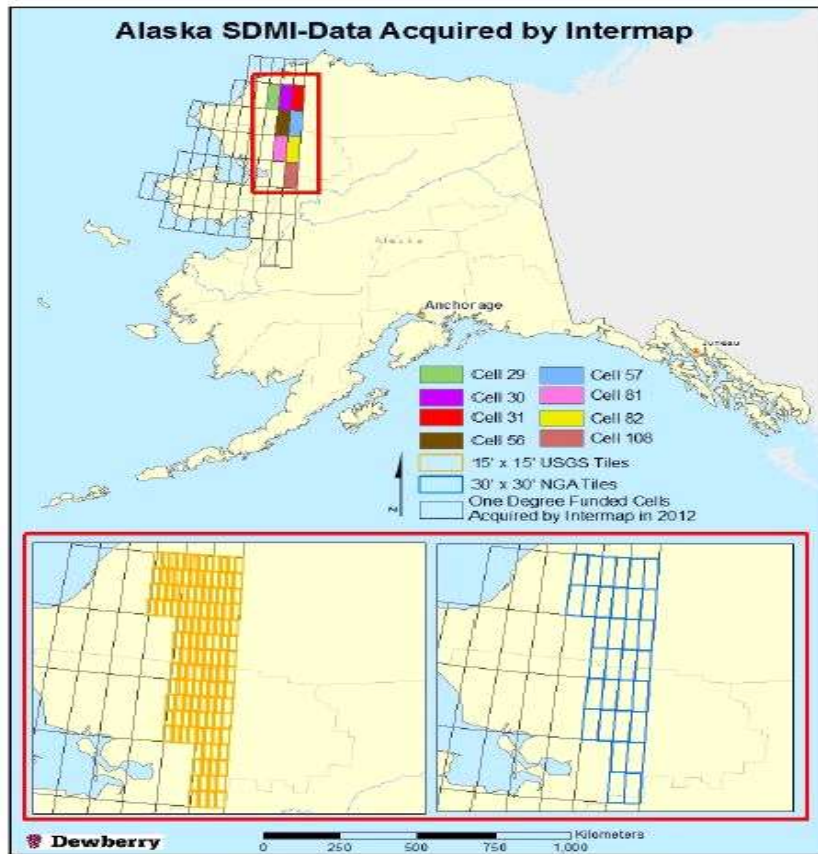 Alaska SDMI-Data Acquired by Intermap
Alaska
Anchorage
Juneau
Cell 29
Cell 57
Cell 30
Cell 81
Cell 31
Cell 82
Cell 56
Cell 108
15' x 15' USGS Tiles
30' x 30' NGA Tiles
One Degree Funded Cells
Acquired by Intermap in 2012
N
Dewberry
Kilometers
0 250 500 750 1,000